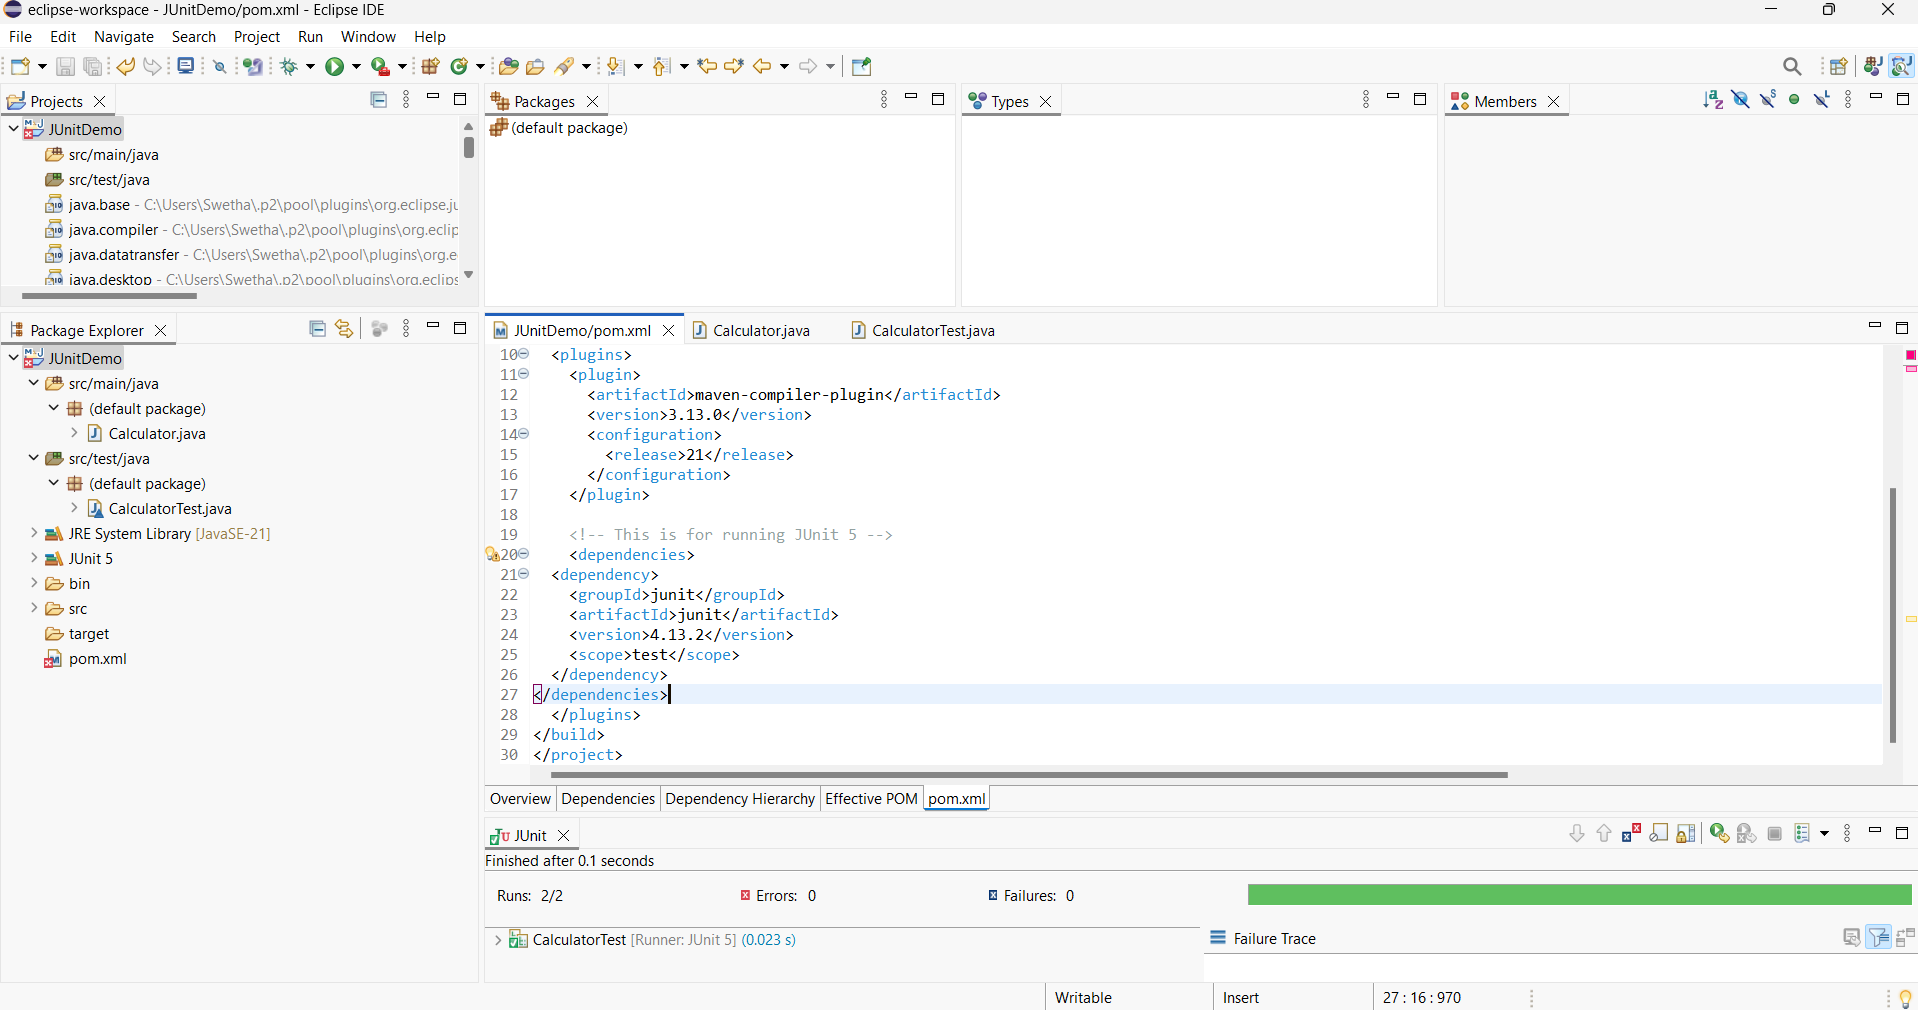 eclipse-workspace - JUnitDemo/pom.xml - Eclipse IDE
File Edit Navigate Search Project Run Window Help
Projects
JUnitDemo
src/main/java
src/test/java
java.base - C:\Users\Swetha\.p2\pool\plugins\org.eclipse.ju
java.compiler - C:\Users\Swetha\.p2\pool\plugins\org.eclip
java.datatransfer - C:\Users\Swetha\.p2\pool\plugins\org.e
java.desktop - C:\Users\Swetha\.p2\pool\plugins\org.eclips
Packages
(default package)
Types
Members
Package Explorer
JUnitDemo
src/main/java
(default package)
Calculator.java
src/test/java
(default package)
CalculatorTest.java
JRE System Library [JavaSE-21]
JUnit 5
bin
src
target
pom.xml
JUnitDemo/pom.xml Calculator.java CalculatorTest.java
10 <plugins>
11 <plugin>
12 <artifactId>maven-compiler-plugin</artifactId>
13 <version>3.13.0</version>
14 <configuration>
15 <release>21</release>
16 </configuration>
17 </plugin>
18
19 <!-- This is for running JUnit 5 -->
20 <dependencies>
21 <dependency>
22 <groupId>junit</groupId>
23 <artifactId>junit</artifactId>
24 <version>4.13.2</version>
25 <scope>test</scope>
26 </dependency>
27 </dependencies>
28 </plugins>
29 </build>
30 </project>
Overview Dependencies Dependency Hierarchy Effective POM pom.xml
JUnit
Finished after 0.1 seconds
Runs: 2/2 Errors: 0 Failures: 0
CalculatorTest [Runner: JUnit 5] (0.023 s)
Failure Trace
Writable Insert 27 : 16 : 970